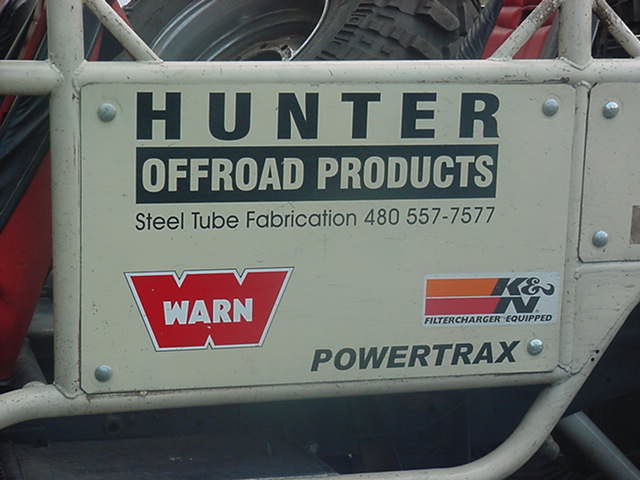 HUNTER
OFFROAD PRODUCTS
Steel Tube Fabrication 480 557-7577
WARN
K&N
FILTERCHARGER EQUIPPED
POWERTRAX